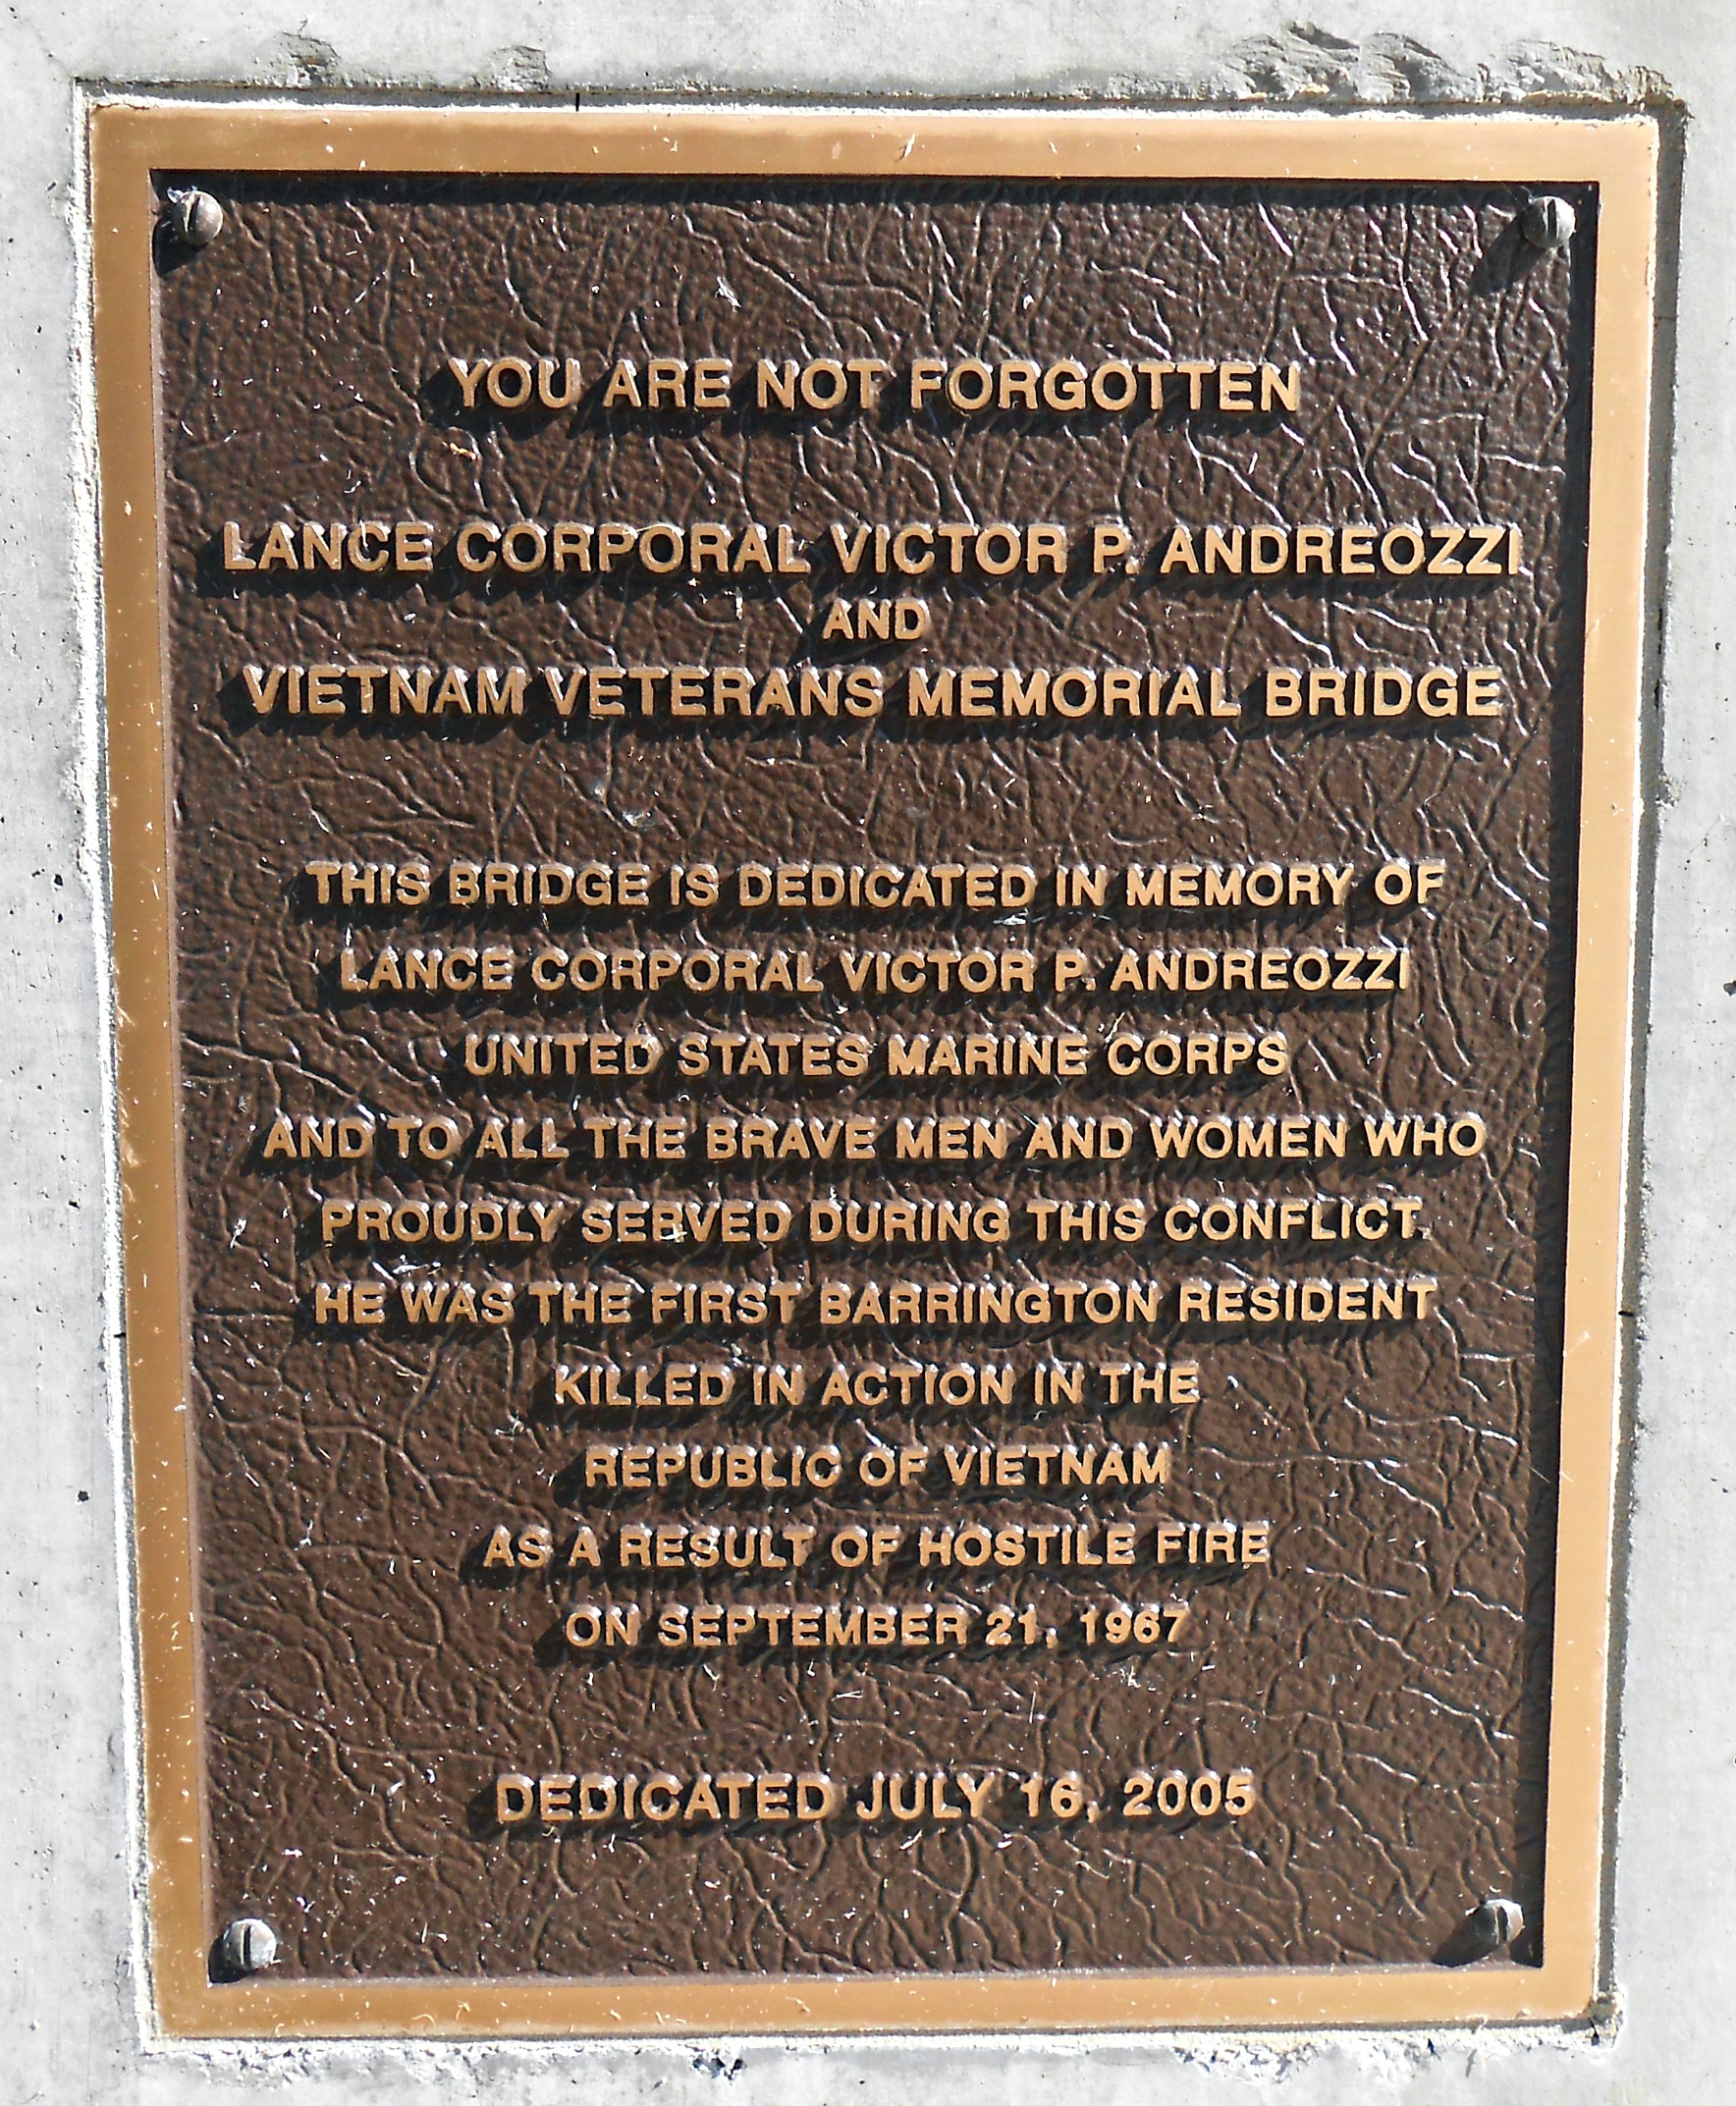 YOU ARE NOT FORGOTTEN
LANCE CORPORAL VICTOR P. ANDREOZZI
AND
VIETNAM VETERANS MEMORIAL BRIDGE
THIS BRIDGE IS DEDICATED IN MEMORY OF
LANCE CORPORAL VICTOR P. ANDREOZZI
UNITED STATES MARINE CORPS
AND TO ALL THE BRAVE MEN AND WOMEN WHO
PROUDLY SERVED DURING THIS CONFLICT.
HE WAS THE FIRST BARRINGTON RESIDENT
KILLED IN ACTION IN THE
REPUBLIC OF VIETNAM
AS A RESULT OF HOSTILE FIRE
ON SEPTEMBER 21, 1967
DEDICATED JULY 16, 2005